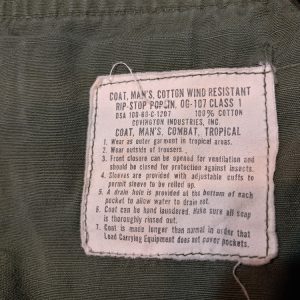 COAT, MAN'S, COTTON WIND RESISTANT
RIP-STOP POPLIN, OG-107 CLASS 1
DSA 100-69-C-1207 100% COTTON
COVINGTON INDUSTRIES, INC.
COAT, MAN'S, COMBAT, TROPICAL
1. Wear as outer garment in tropical areas.
2. Wear outside of trousers.
3. Front closure can be opened for ventilation and
should be closed for protection against insects.
4. Sleeves are provided with adjustable cuffs to
permit sleeve to be rolled up.
5. A drain hole is provided at the bottom of each
pocket to allow water to drain out.
6. Coat can be hand laundered. Make sure all soap
is thoroughly rinsed out.
7. Coat is made longer than normal in order that
Load Carrying Equipment does not cover pockets.